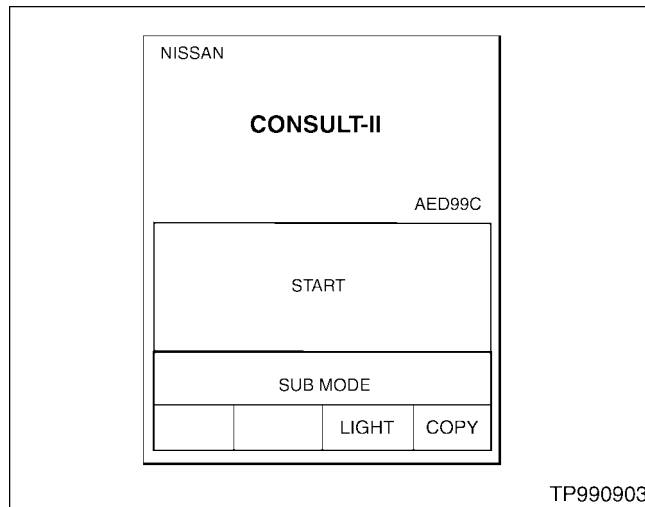 NISSAN
CONSULT-II
AED99C
START
SUB MODE
LIGHT COPY
TP990903